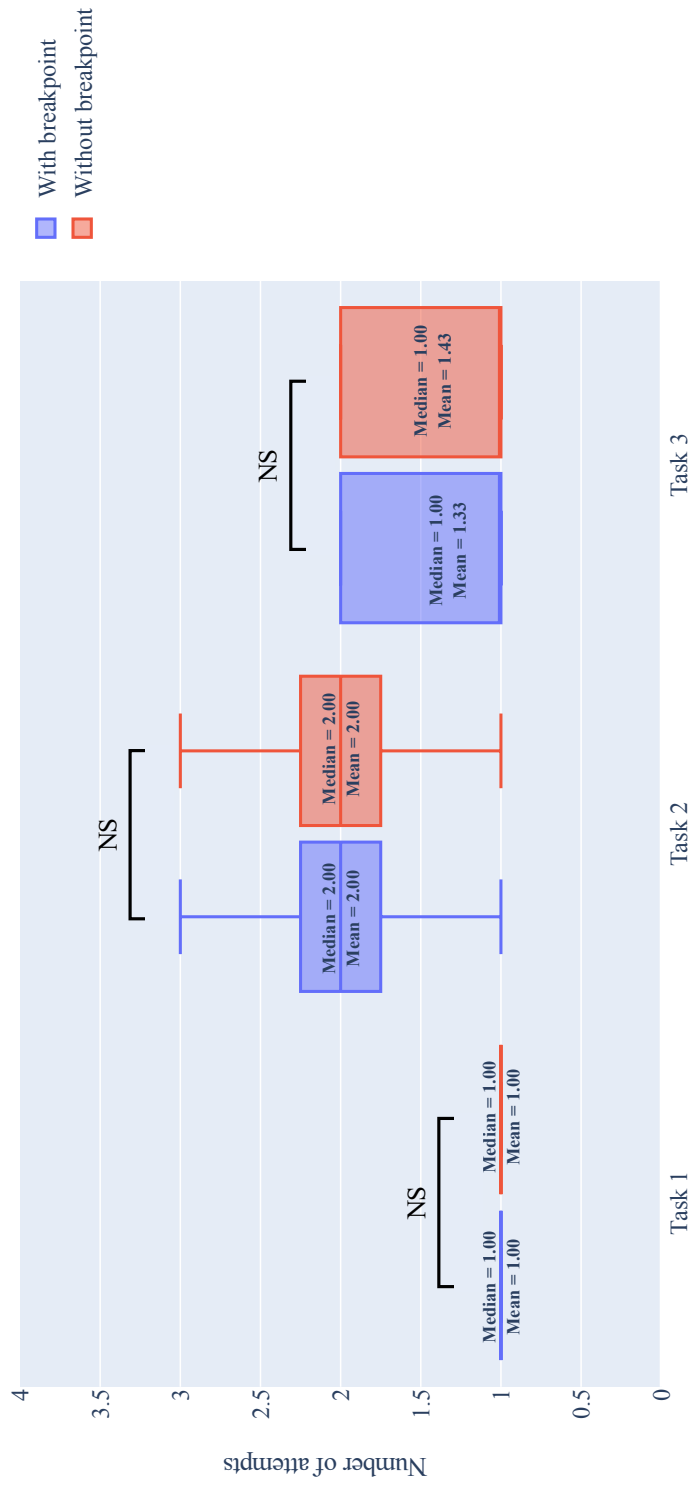 With breakpoint
Without breakpoint
Number of attempts
4
3.5
3
2.5
2
1.5
1
0.5
0
NS
Median = 1.00
Mean = 1.00
Median = 1.00
Mean = 1.00
NS
Median = 2.00
Mean = 2.00
Median = 2.00
Mean = 2.00
NS
Median = 1.00
Mean = 1.33
Median = 1.00
Mean = 1.43
Task 1
Task 2
Task 3